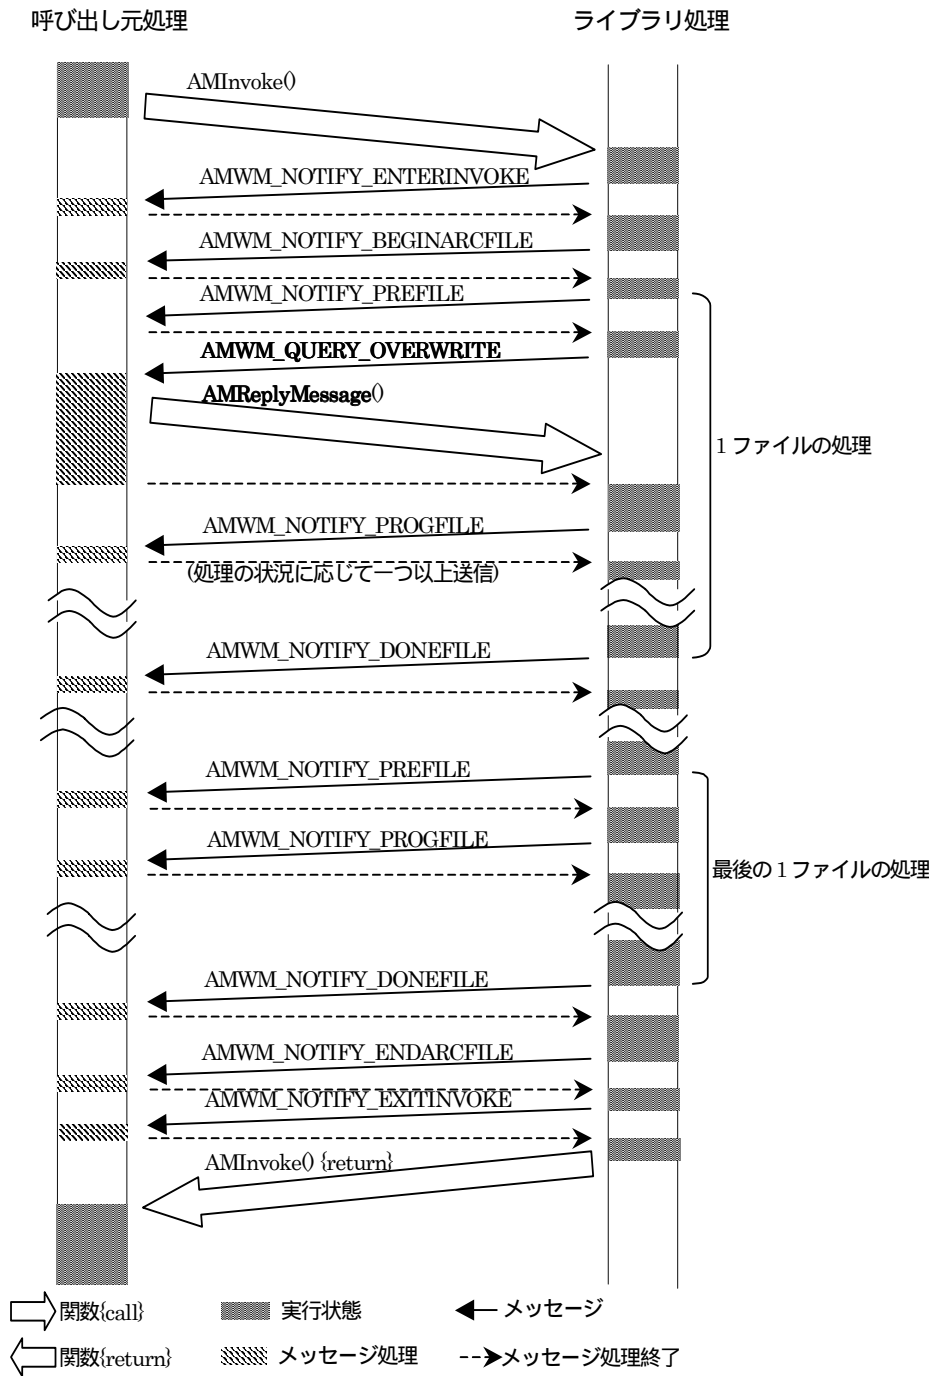 呼び出し元処理
ライブラリ処理
AMInvoke()
AMWM_NOTIFY_ENTERINVOKE
AMWM_NOTIFY_BEGINARCFILE
AMWM_NOTIFY_PREFILE
AMWM_QUERY_OVERWRITE
AMReplyMessage()
1 ファイルの処理
AMWM_NOTIFY_PROGFILE
(処理の状況に応じて一つ以上送信)
AMWM_NOTIFY_DONEFILE
AMWM_NOTIFY_PREFILE
AMWM_NOTIFY_PROGFILE
最後の 1 ファイルの処理
AMWM_NOTIFY_DONEFILE
AMWM_NOTIFY_ENDARCFILE
AMWM_NOTIFY_EXITINVOKE
AMInvoke() {return}
関数{call}
実行状態
メッセージ
関数{return}
メッセージ処理
メッセージ処理終了